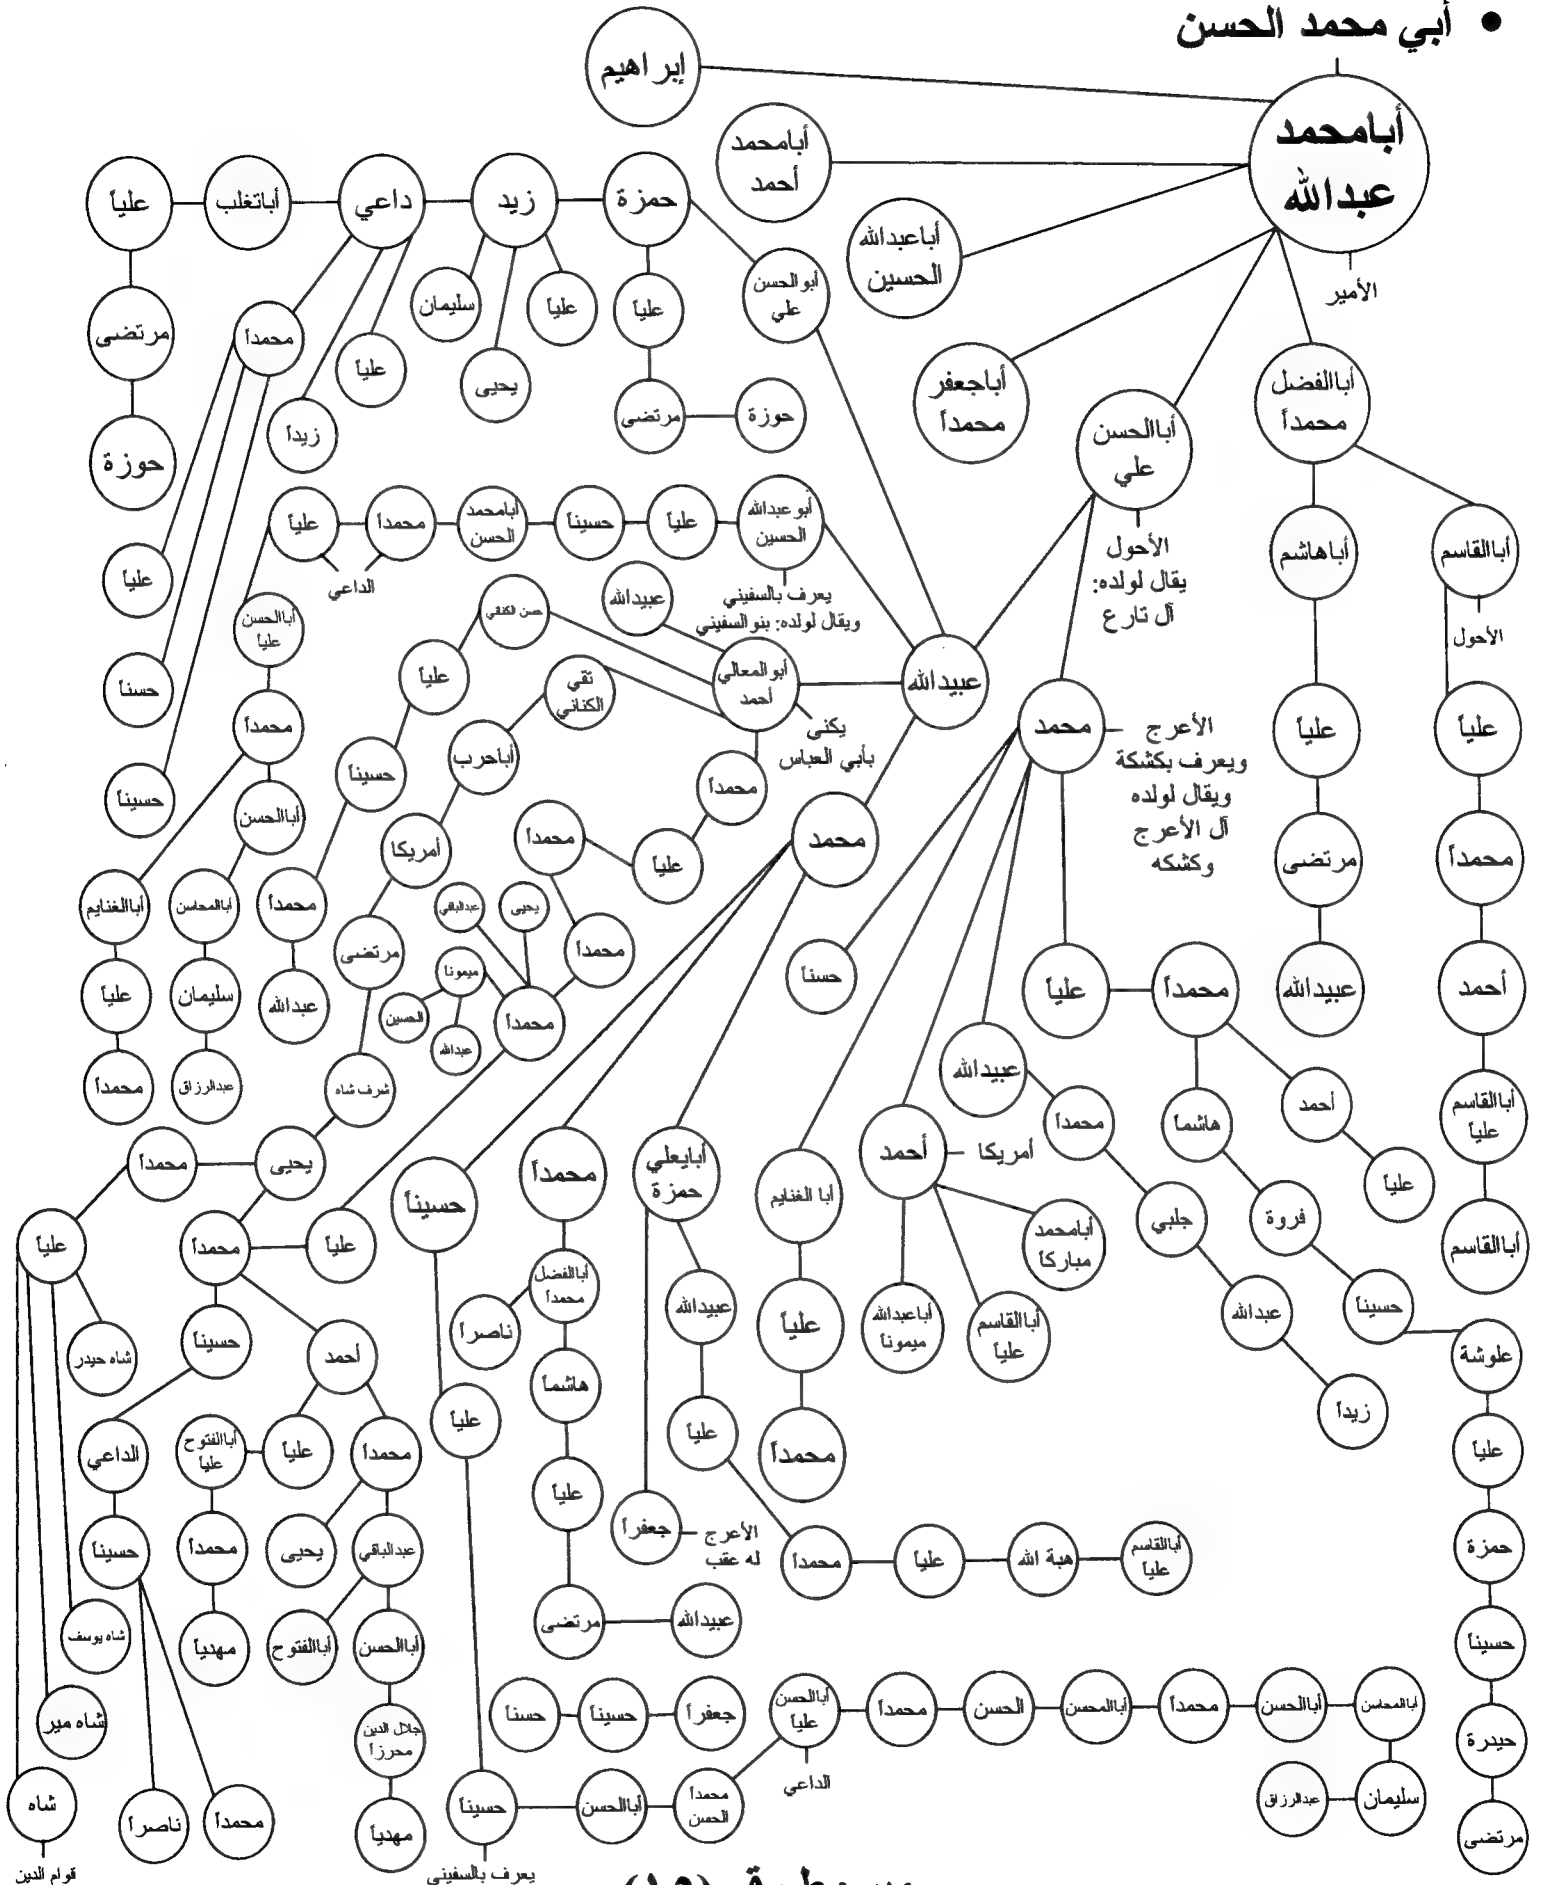 • أبي محمد الحسن
أبامحمد
عبدالله
الأمير
إبراهيم
أبامحمد
أحمد
أباعبدالله
الحسين
أباجعفر
محمداً
أباالحسن
علي
الأحول
يقال لولده:
آل تارع
أباالفضل
محمداً
أباالقاسم
الأحول
علياً
محمداً
أحمد
أباالقاسم
علياً
أباالقاسم
أباهاشم
علياً
مرتضى
عبيدالله
محمد
الأعرج
ويعرف بكشكة
ويقال لولده
آل الأعرج
وكشكه
علياً
محمداً
أحمد
علياً
هاشماً
فروة
حسيناً
علوشة
علياً
حمزة
حسيناً
حيدرة
مرتضى
عبيدالله
محمداً
جلبي
عبدالله
زيداً
أحمد
أمريكا
أبامحمد
مباركاً
أباالقاسم
علياً
أباعبدالله
ميموناً
أبا الغنايم
علياً
محمداً
حسناً
عبيدالله
أبوالحسن
علي
حمزة
زيد
داعي
أباتغلب
علياً
مرتضى
حوزة
علياً
مرتضى
حوزة
علياً
يحيى
سليمان
علياً
زيداً
محمداً
علياً
حسناً
حسيناً
أبوعبدالله
الحسين
يعرف بالسفيني
ويقال لولده: بنو السفيني
علياً
حسيناً
أبامحمد
الحسن
محمداً
علياً
الداعي
أباالحسن
علياً
محمداً
أباالحسن
أباالمحاسن
سليمان
عبدالرزاق
أباالغنايم
علياً
محمداً
أبوالمعالي
أحمد
يكنى
بأبي العباس
عبيدالله
حسن الكناني
علياً
حسيناً
محمداً
عبدالله
تقي
الكناني
أباحرب
أمريكا
مرتضى
شرف شاه
يحيى
محمداً
علياً
شاه حيدر
شاه يوسف
شاه مير
شاه
قوام الدين
محمداً
علياً
محمداً
محمداً
محمداً
يحيى
عبدالباقي
ميمونا
الحسين
عبدالله
علياً
محمداً
حسيناً
الداعي
حسيناً
ناصراً
محمداً
أحمد
علياً
أباالفتوح
علياً
محمداً
مهدياً
محمداً
يحيى
عبدالباقي
أباالفتوح
أباالحسن
جلال الدين
محرزاً
مهدياً
محمد
أبايعلي
حمزة
عبيدالله
علياً
محمداً
علياً
هبة الله
أباالقاسم
علياً
جعفراً
الأعرج
له عقب
محمداً
أباالفضل
محمداً
ناصراً
هاشماً
علياً
مرتضى
عبيدالله
حسيناً
علياً
حسيناً
يعرف بالسفيني
أباالحسن
محمداً
الحسن
أباالحسن
علياً
الداعي
محمداً
الحسن
أباالمحسن
محمداً
أباالحسن
أباالمحاسن
سليمان
عبدالرزاق
جعفراً
حسيناً
حسناً